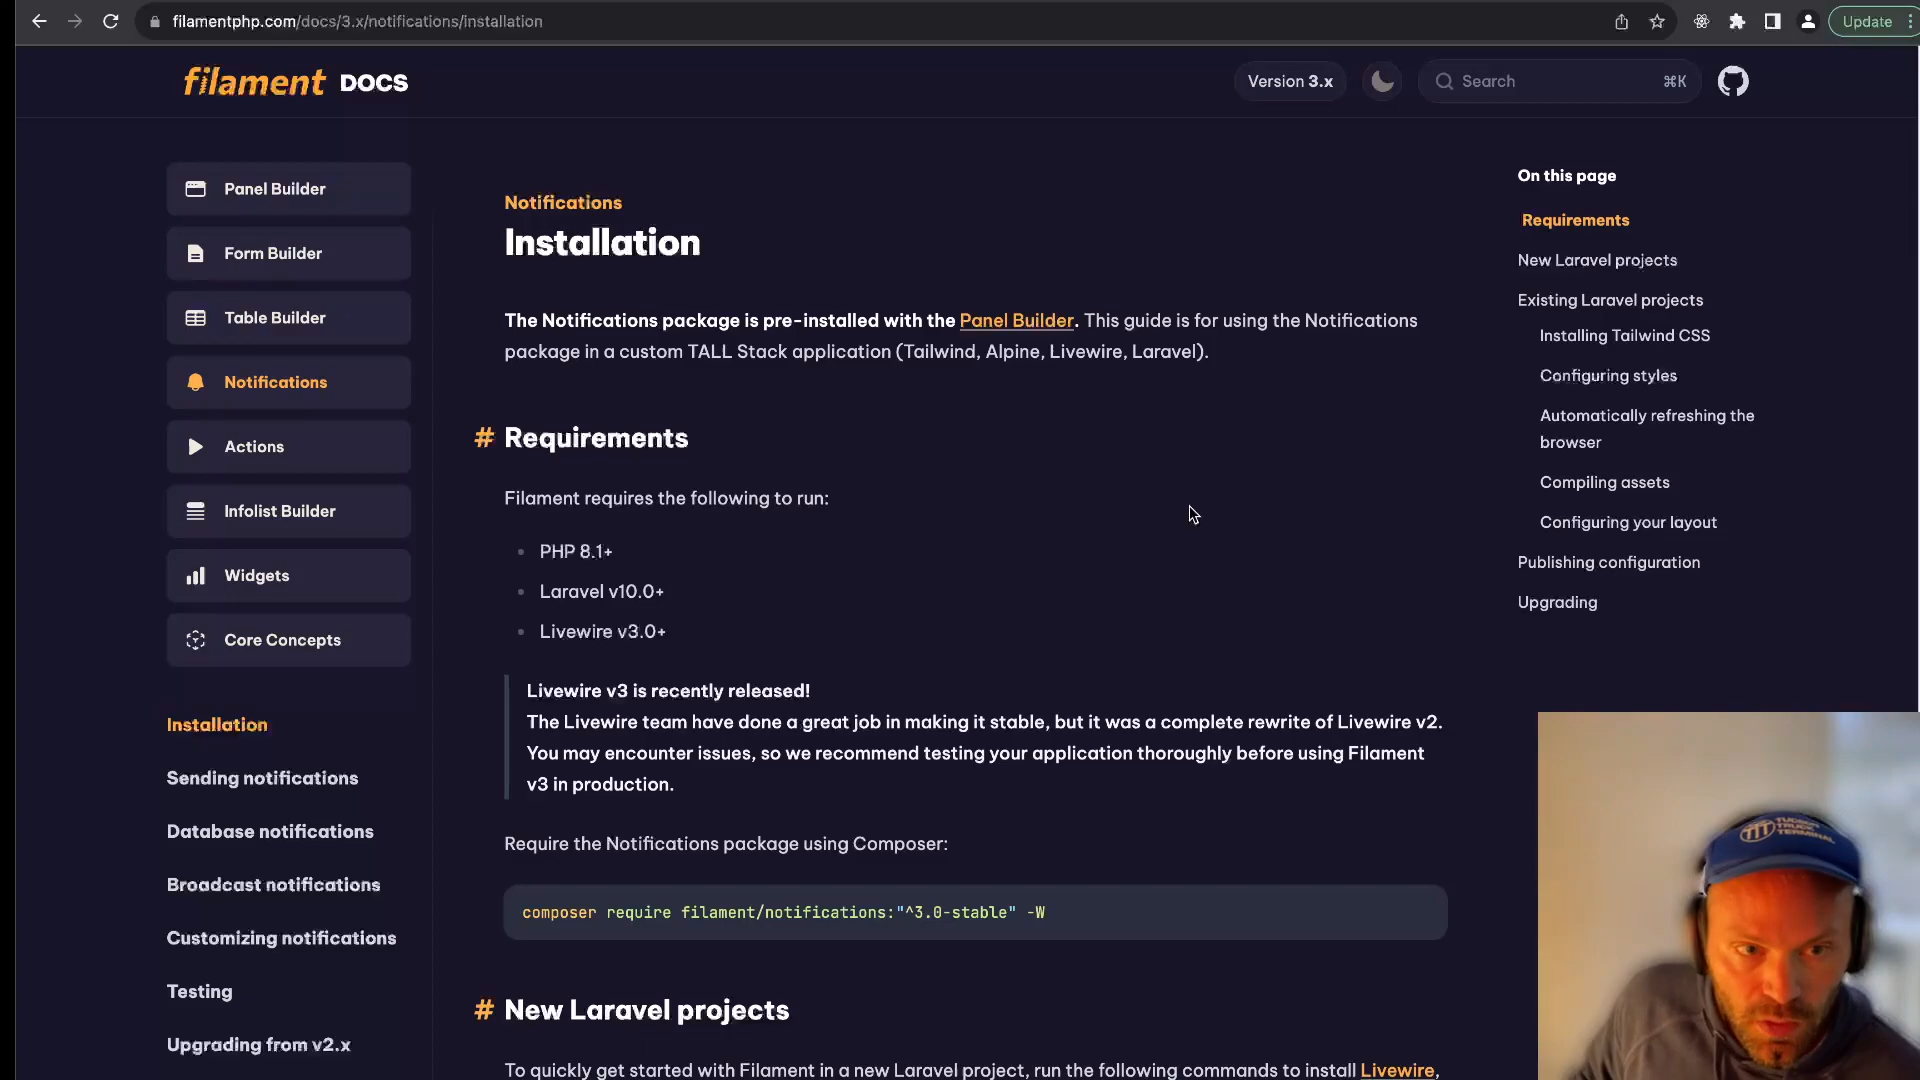 filamentphp.com/docs/3.x/notifications/installation
Update
filament DOCS
Version 3.x
Search
⌘K
Panel Builder
Form Builder
Table Builder
Notifications
Actions
Infolist Builder
Widgets
Core Concepts
Installation
Sending notifications
Database notifications
Broadcast notifications
Customizing notifications
Testing
Upgrading from v2.x
Notifications
Installation
The Notifications package is pre-installed with the Panel Builder. This guide is for using the Notifications
package in a custom TALL Stack application (Tailwind, Alpine, Livewire, Laravel).
# Requirements
Filament requires the following to run:
• PHP 8.1+
• Laravel v10.0+
• Livewire v3.0+
Livewire v3 is recently released!
The Livewire team have done a great job in making it stable, but it was a complete rewrite of Livewire v2.
You may encounter issues, so we recommend testing your application thoroughly before using Filament
v3 in production.
Require the Notifications package using Composer:
composer require filament/notifications:"^3.0-stable" -W
# New Laravel projects
To quickly get started with Filament in a new Laravel project, run the following commands to install Livewire,
On this page
Requirements
New Laravel projects
Existing Laravel projects
Installing Tailwind CSS
Configuring styles
Automatically refreshing the
browser
Compiling assets
Configuring your layout
Publishing configuration
Upgrading
TTT TUCSON
TRUCK
TERMINAL